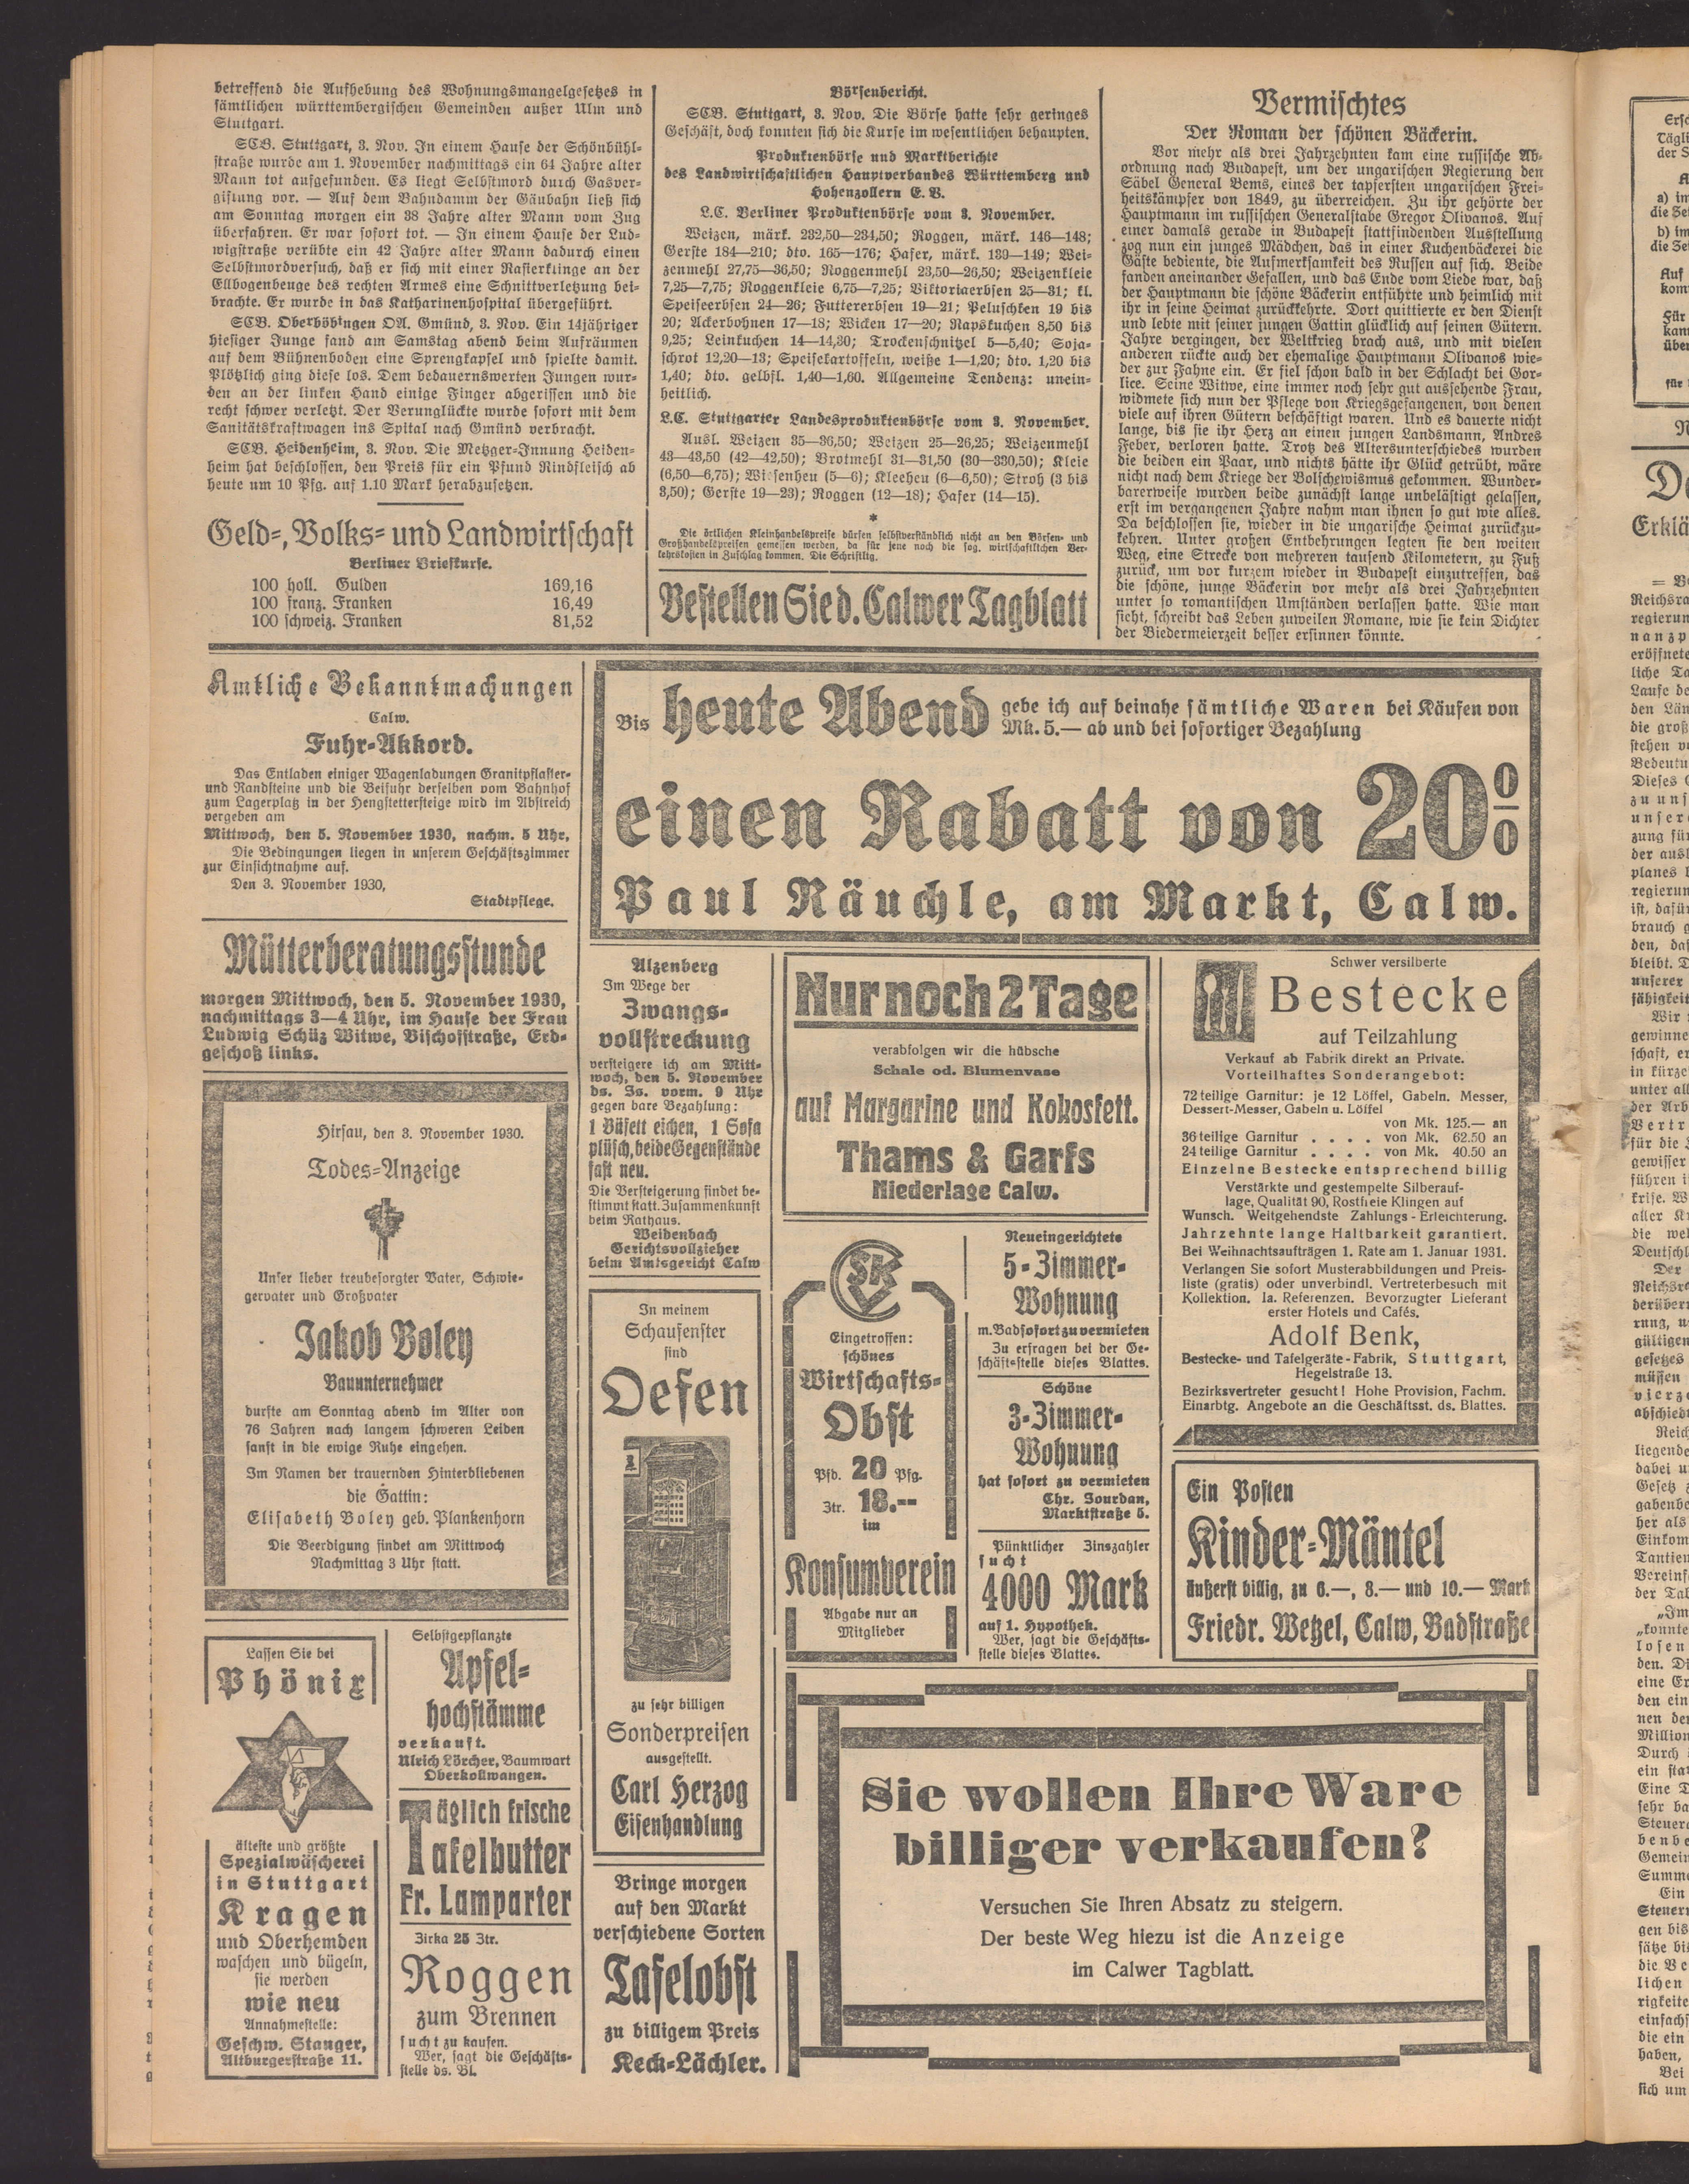 betreffend die Aufhebung des Wohnungsmangelgesetzes in
sämtlichen württembergischen Gemeinden außer Ulm und
Stuttgart.
SCB. Stuttgart, 3. Nov. In einem Hause der Schönbühl-
straße wurde am 1. November nachmittags ein 64 Jahre alter
Mann tot aufgefunden. Es liegt Selbstmord durch Gasver-
giftung vor. — Auf dem Bahndamm der Gäubahn ließ sich
am Sonntag morgen ein 38 Jahre alter Mann vom Zug
überfahren. Er war sofort tot. — In einem Hause der Lud-
wigstraße verübte ein 42 Jahre alter Mann dadurch einen
Selbstmordversuch, daß er sich mit einer Rasierklinge an der
Ellbogenbeuge des rechten Armes eine Schnittverletzung bei-
brachte. Er wurde in das Katharinenhospital übergeführt.
SCB. Oberböbingen OA. Gmünd, 3. Nov. Ein 14jähriger
hiesiger Junge fand am Samstag abend beim Aufräumen
auf dem Bühnenboden eine Sprengkapsel und spielte damit.
Plötzlich ging diese los. Dem bedauernswerten Jungen wur-
den an der linken Hand einige Finger abgerissen und die
recht schwer verletzt. Der Verunglückte wurde sofort mit dem
Sanitätskraftwagen ins Spital nach Gmünd verbracht.
SCB. Heidenheim, 3. Nov. Die Metzger-Innung Heiden-
heim hat beschlossen, den Preis für ein Pfund Rindfleisch ab
heute um 10 Pfg. auf 1.10 Mark herabzusetzen.
Geld-, Volks- und Landwirtschaft
Berliner Briefkurse.
100 holl. Gulden 169,16
100 franz. Franken 16,49
100 schweiz. Franken 81,52
Börsenbericht.
SCB. Stuttgart, 3. Nov. Die Börse hatte sehr geringes
Geschäft, doch konnten sich die Kurse im wesentlichen behaupten.
Produktenbörse und Marktberichte
des Landwirtschaftlichen Hauptverbandes Württemberg und
Hohenzollern E. V.
L.C. Berliner Produktenbörse vom 3. November.
Weizen, märk. 232,50—234,50; Roggen, märk. 146—148;
Gerste 184—210; dto. 165—176; Hafer, märk. 139—149; Wei-
zenmehl 27,75—36,50; Roggenmehl 23,50—26,50; Weizenkleie
7,25—7,75; Roggenkleie 6,75—7,25; Viktoriaerbsen 25—31; kl.
Speiseerbsen 24—26; Futtererbsen 19—21; Peluschken 19 bis
20; Ackerbohnen 17—18; Wicken 17—20; Rapskuchen 8,50 bis
9,25; Leinkuchen 14—14,30; Trockenschnitzel 5—5,40; Soja-
schrot 12,20—13; Speisekartoffeln, weiße 1—1,20; dto. 1,20 bis
1,40; dto. gelbfl. 1,40—1,60. Allgemeine Tendenz: unein-
heitlich.
L.C. Stuttgarter Landesproduktenbörse vom 3. November.
Ausl. Weizen 35—36,50; Weizen 25—26,25; Weizenmehl
43—43,50 (42—42,50); Brotmehl 31—31,50 (30—330,50); Kleie
(6,50—6,75); Wiesenheu (5—6); Kleeheu (6—6,50); Stroh (3 bis
3,50); Gerste 19—23); Roggen (12—18); Hafer (14—15).
*
Die örtlichen Kleinhandelspreise dürfen selbstverständlich nicht an den Börsen- und
Großhandelspreisen gemessen werden, da für jene noch die sog. wirtschaftlichen Ver-
kehrskosten in Zuschlag kommen. Die Schriftltg.
Bestellen Sie d. Calwer Tagblatt
Vermischtes
Der Roman der schönen Bäckerin.
Vor mehr als drei Jahrzehnten kam eine russische Ab-
ordnung nach Budapest, um der ungarischen Regierung den
Säbel General Bems, eines der tapfersten ungarischen Frei-
heitskämpfer von 1849, zu überreichen. Zu ihr gehörte der
Hauptmann im russischen Generalstabe Gregor Olivanos. Auf
einer damals gerade in Budapest stattfindenden Ausstellung
zog nun ein junges Mädchen, das in einer Kuchenbäckerei die
Gäste bediente, die Aufmerksamkeit des Russen auf sich. Beide
fanden aneinander Gefallen, und das Ende vom Liede war, daß
der Hauptmann die schöne Bäckerin entführte und heimlich mit
ihr in seine Heimat zurückkehrte. Dort quittierte er den Dienst
und lebte mit seiner jungen Gattin glücklich auf seinen Gütern.
Jahre vergingen, der Weltkrieg brach aus, und mit vielen
anderen rückte auch der ehemalige Hauptmann Olivanos wie-
der zur Fahne ein. Er fiel schon bald in der Schlacht bei Gor-
lice. Seine Witwe, eine immer noch sehr gut aussehende Frau,
widmete sich nun der Pflege von Kriegsgefangenen, von denen
viele auf ihren Gütern beschäftigt waren. Und es dauerte nicht
lange, bis sie ihr Herz an einen jungen Landsmann, Andres
Feber, verloren hatte. Trotz des Altersunterschiedes wurden
die beiden ein Paar, und nichts hätte ihr Glück getrübt, wäre
nicht nach dem Kriege der Bolschewismus gekommen. Wunder-
barerweise wurden beide zunächst lange unbelästigt gelassen,
erst im vergangenen Jahre nahm man ihnen so gut wie alles.
Da beschlossen sie, wieder in die ungarische Heimat zurückzu-
kehren. Unter großen Entbehrungen legten sie den weiten
Weg, eine Strecke von mehreren tausend Kilometern, zu Fuß
zurück, um vor kurzem wieder in Budapest einzutreffen, das
die schöne, junge Bäckerin vor mehr als drei Jahrzehnten
unter so romantischen Umständen verlassen hatte. Wie man
sieht, schreibt das Leben zuweilen Romane, wie sie kein Dichter
der Biedermeierzeit besser ersinnen könnte.
Amtliche Bekanntmachungen
Calw.
Fuhr-Akkord.
Das Entladen einiger Wagenladungen Granitpflaster-
und Randsteine und die Beifuhr derselben vom Bahnhof
zum Lagerplatz in der Hengstettersteige wird im Abstreich
vergeben am
Mittwoch, den 5. November 1930, nachm. 5 Uhr,
Die Bedingungen liegen in unserem Geschäftszimmer
zur Einsichtnahme auf.
Den 3. November 1930,
Stadtpflege.
Mütterberatungsstunde
morgen Mittwoch, den 5. November 1930,
nachmittags 3—4 Uhr, im Hause der Frau
Ludwig Schüz Witwe, Bischofstraße, Erd-
geschoß links.
Hirsau, den 3. November 1930.
Todes-Anzeige
Unser lieber treubesorgter Vater, Schwie-
gervater und Großvater
Jakob Boley
Bauunternehmer
durfte am Sonntag abend im Alter von
76 Jahren nach langem schweren Leiden
sanft in die ewige Ruhe eingehen.
Im Namen der trauernden Hinterbliebenen
die Gattin:
Elisabeth Boley geb. Plankenhorn
Die Beerdigung findet am Mittwoch
Nachmittag 3 Uhr statt.
Lassen Sie bei
Phönix
älteste und größte
Spezialwäscherei
in Stuttgart
Kragen
und Oberhemden
waschen und bügeln,
sie werden
wie neu
Annahmestelle:
Geschw. Stanger,
Altburgerstraße 11.
Selbstgepflanzte
Apfel-
hochstämme
verkauft.
Ulrich Lörcher, Baumwart
Oberkollwangen.
Täglich frische
Tafelbutter
Fr. Lamparter
Zirka 25 Ztr.
Roggen
zum Brennen
sucht zu kaufen.
Wer, sagt die Geschäfts-
stelle ds. Bl.
Bis heute Abend gebe ich auf beinahe sämtliche Waren bei Käufen von
Mk. 5.— ab und bei sofortiger Bezahlung
einen Rabatt von 20%
Paul Räuchle, am Markt, Calw.
Alzenberg
Im Wege der
Zwangs-
vollstreckung
versteigere ich am Mitt-
woch, den 5. November
ds. Js. vorm. 9 Uhr
gegen bare Bezahlung:
1 Büfett eichen, 1 Sofa
plüsch, beide Gegenstände
fast neu.
Die Versteigerung findet be-
stimmt statt. Zusammenkunft
beim Rathaus.
Weidenbach
Gerichtsvollzieher
beim Amtsgericht Calw
In meinem
Schaufenster
sind
Oefen
zu sehr billigen
Sonderpreisen
ausgestellt.
Carl Herzog
Eisenhandlung
Bringe morgen
auf den Markt
verschiedene Sorten
Tafelobst
zu billigem Preis
Keck-Lächler.
Nur noch 2 Tage
verabfolgen wir die hübsche
Schale od. Blumenvase
auf Margarine und Kokosfett.
Thams & Garfs
Niederlage Calw.
Eingetroffen:
schönes
Wirtschafts-
Obst
Pfd. 20 Pfg.
Ztr. 18.--
im
Konsumverein
Abgabe nur an
Mitglieder
Neueingerichtete
5-Zimmer-
Wohnung
m. Bad sofort zu vermieten
Zu erfragen bei der Ge-
schäftsstelle dieses Blattes.
Schöne
3-Zimmer-
Wohnung
hat sofort zu vermieten
Chr. Jourdan,
Marktstraße 5.
Pünktlicher Zinszahler
sucht
4000 Mark
auf 1. Hypothek.
Wer, sagt die Geschäfts-
stelle dieses Blattes.
Schwer versilberte
Bestecke
auf Teilzahlung
Verkauf ab Fabrik direkt an Private.
Vorteilhaftes Sonderangebot:
72 teilige Garnitur: je 12 Löffel, Gabeln. Messer,
Dessert-Messer, Gabeln u. Löffel
von Mk. 125.— an
36 teilige Garnitur . . . . von Mk. 62.50 an
24 teilige Garnitur . . . . von Mk. 40.50 an
Einzelne Bestecke entsprechend billig
Verstärkte und gestempelte Silberauf-
lage, Qualität 90, Rostfreie Klingen auf
Wunsch. Weitgehendste Zahlungs-Erleichterung.
Jahrzehnte lange Haltbarkeit garantiert.
Bei Weihnachtsaufträgen 1. Rate am 1. Januar 1931.
Verlangen Sie sofort Musterabbildungen und Preis-
liste (gratis) oder unverbindl. Vertreterbesuch mit
Kollektion. Ia. Referenzen. Bevorzugter Lieferant
erster Hotels und Cafés.
Adolf Benk,
Bestecke- und Tafelgeräte-Fabrik, Stuttgart,
Hegelstraße 13.
Bezirksvertreter gesucht! Hohe Provision, Fachm.
Einarbtg. Angebote an die Geschäftsst. ds. Blattes.
Ein Posten
Kinder-Mäntel
äußerst billig, zu 6.—, 8.— und 10.— Mark
Friedr. Wetzel, Calw, Badstraße
Sie wollen Ihre Ware
billiger verkaufen?
Versuchen Sie Ihren Absatz zu steigern.
Der beste Weg hiezu ist die Anzeige
im Calwer Tagblatt.